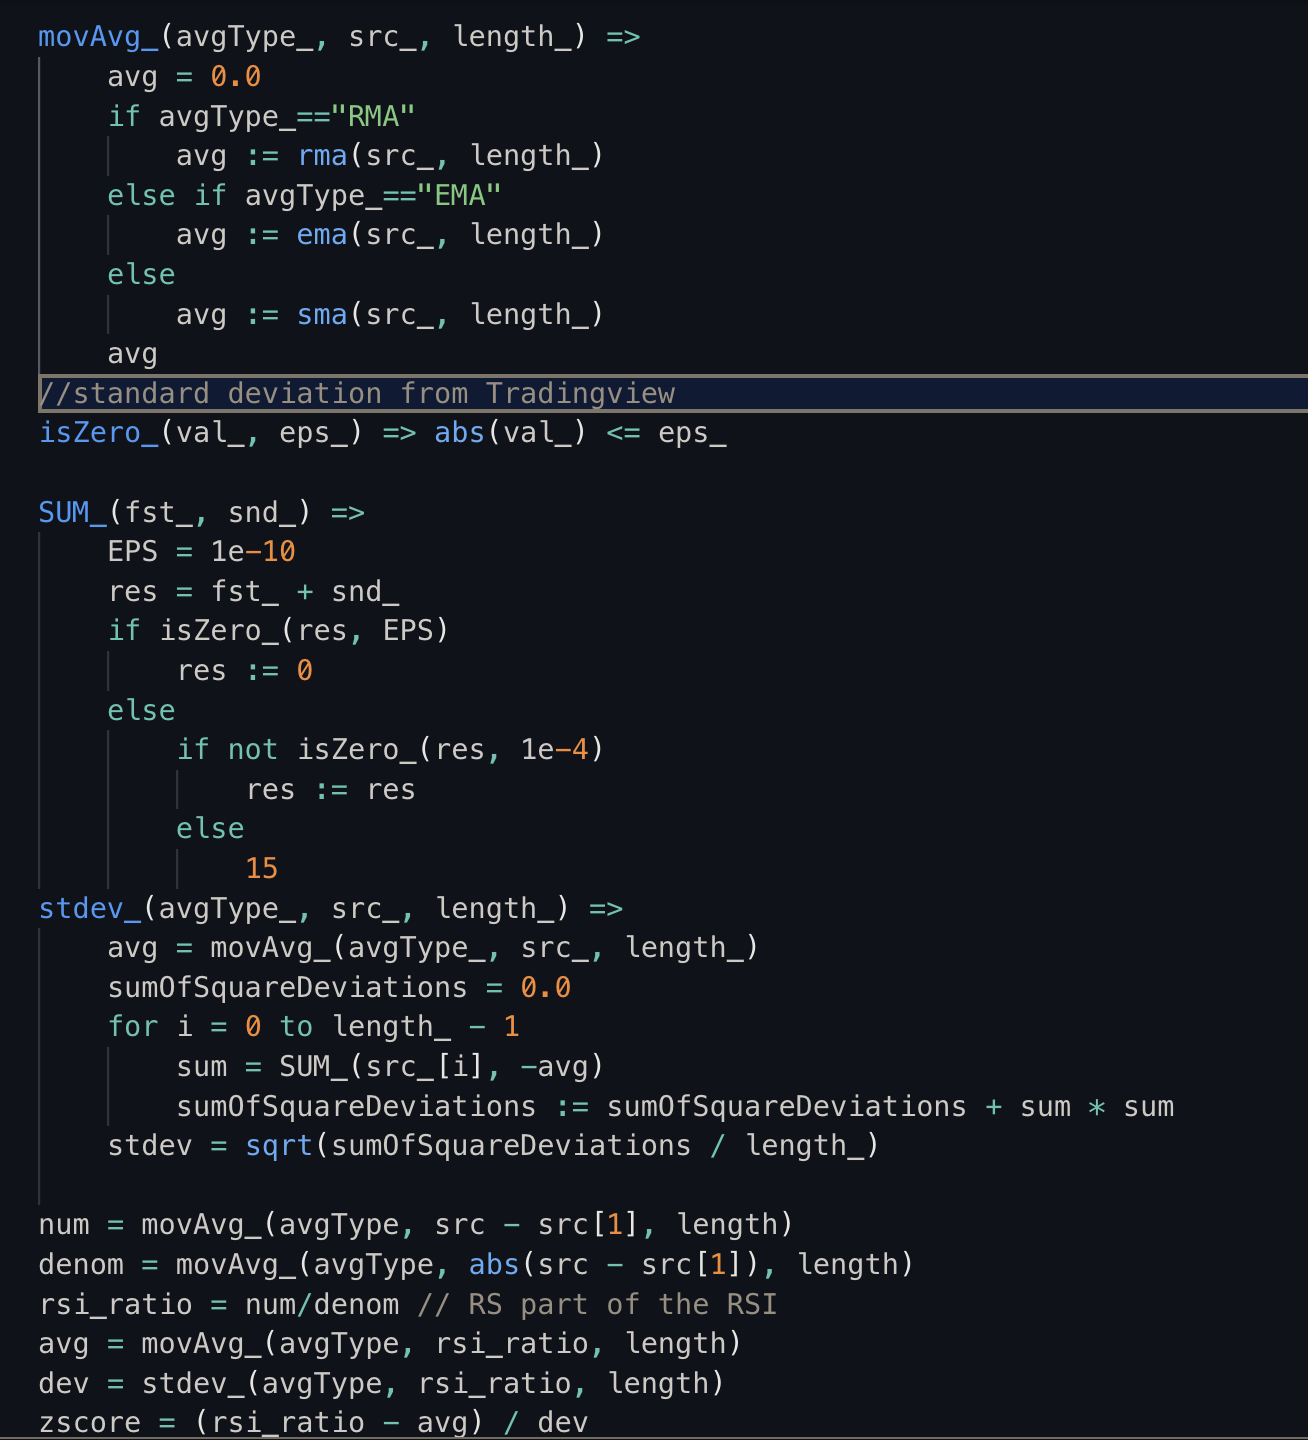 movAvg_(avgType_, src_, length_) =>
    avg = 0.0
    if avgType_=="RMA"
        avg := rma(src_, length_)
    else if avgType_=="EMA"
        avg := ema(src_, length_)
    else
        avg := sma(src_, length_)
    avg
//standard deviation from Tradingview
isZero_(val_, eps_) => abs(val_) <= eps_

SUM_(fst_, snd_) =>
    EPS = 1e-10
    res = fst_ + snd_
    if isZero_(res, EPS)
        res := 0
    else
        if not isZero_(res, 1e-4)
            res := res
        else
            15
stdev_(avgType_, src_, length_) =>
    avg = movAvg_(avgType_, src_, length_)
    sumOfSquareDeviations = 0.0
    for i = 0 to length_ - 1
        sum = SUM_(src_[i], -avg)
        sumOfSquareDeviations := sumOfSquareDeviations + sum * sum
    stdev = sqrt(sumOfSquareDeviations / length_)

num = movAvg_(avgType, src - src[1], length)
denom = movAvg_(avgType, abs(src - src[1]), length)
rsi_ratio = num/denom // RS part of the RSI
avg = movAvg_(avgType, rsi_ratio, length)
dev = stdev_(avgType, rsi_ratio, length)
zscore = (rsi_ratio - avg) / dev